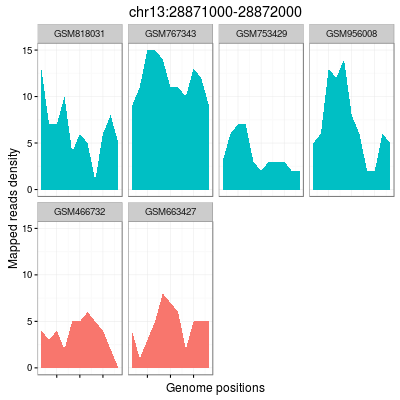 chr13:28871000-28872000
GSM818031 GSM767343 GSM753429 GSM956008
15
10
5
0
GSM466732 GSM663427
15
10
5
0
Mapped reads density
Genome positions